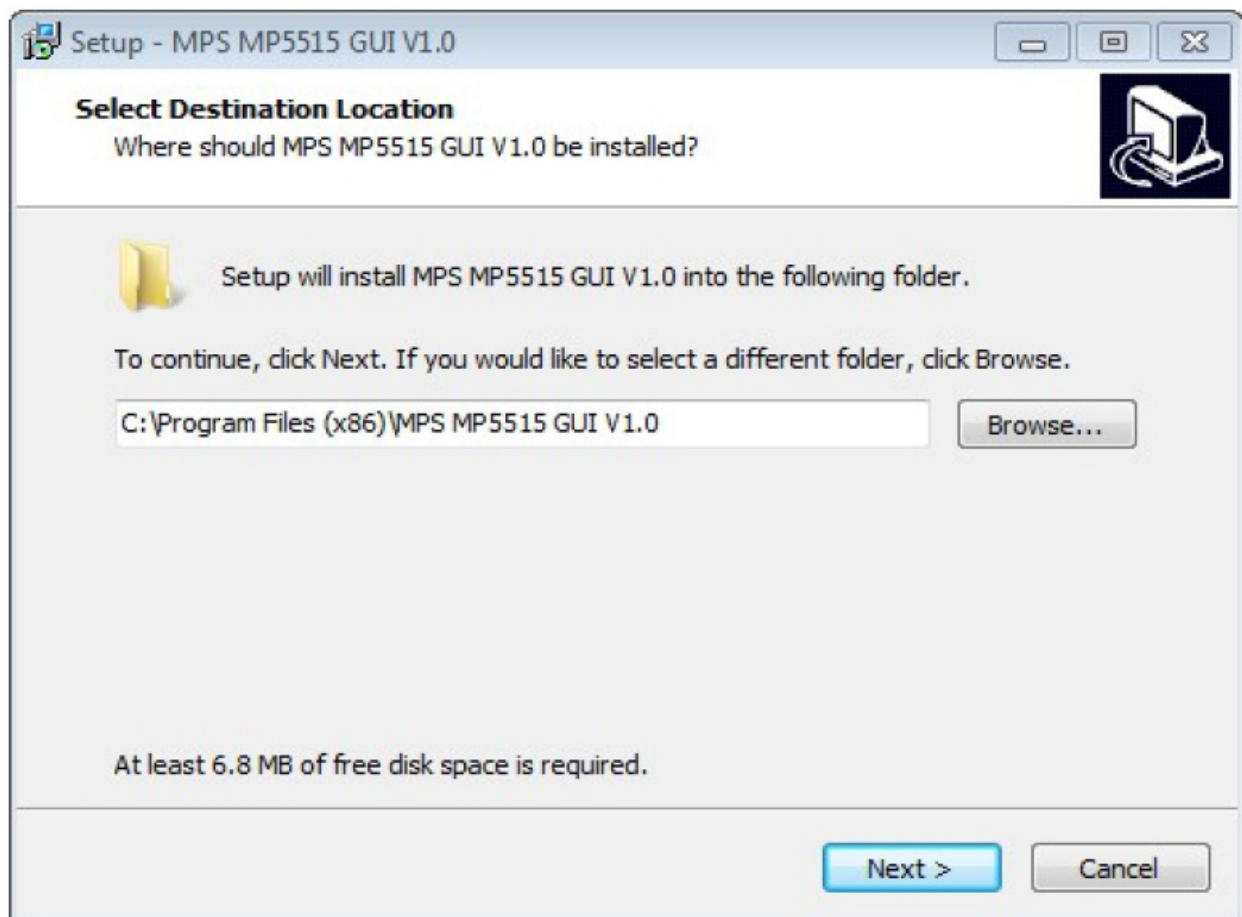 Setup - MPS MP5515 GUI V1.0
Select Destination Location
Where should MPS MP5515 GUI V1.0 be installed?
Setup will install MPS MP5515 GUI V1.0 into the following folder.
To continue, click Next. If you would like to select a different folder, click Browse.
C:\Program Files (x86)\MPS MP5515 GUI V1.0
Browse...
At least 6.8 MB of free disk space is required.
Next >
Cancel